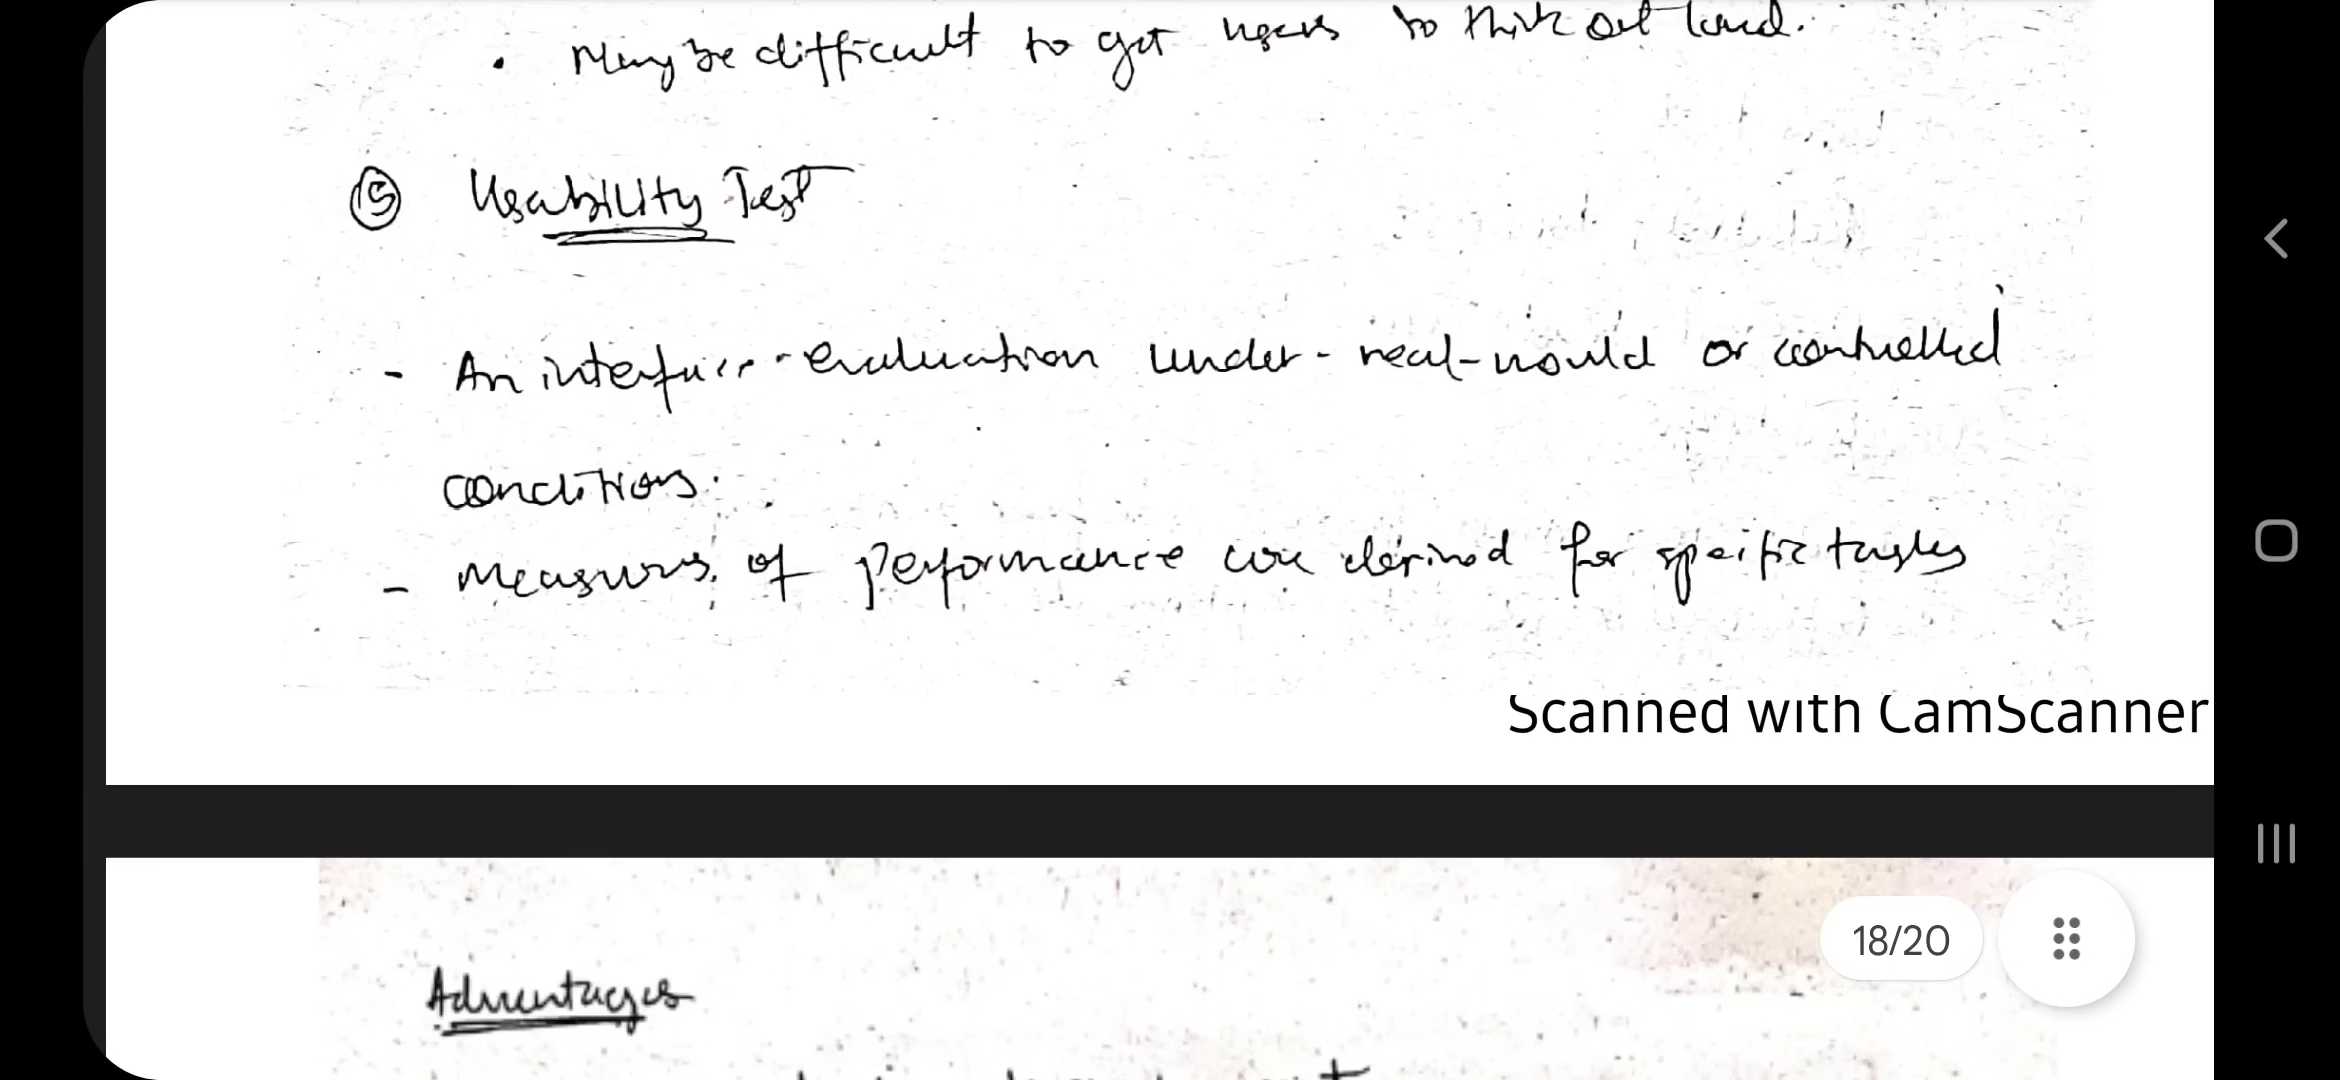 • May be difficult to get users to think out loud.
⑤ Usability Test
- An interface evaluation under - real-world or controlled
conditions.
- Measures of performance are derived for specific tasks
Scanned with CamScanner
18/20
Advantages